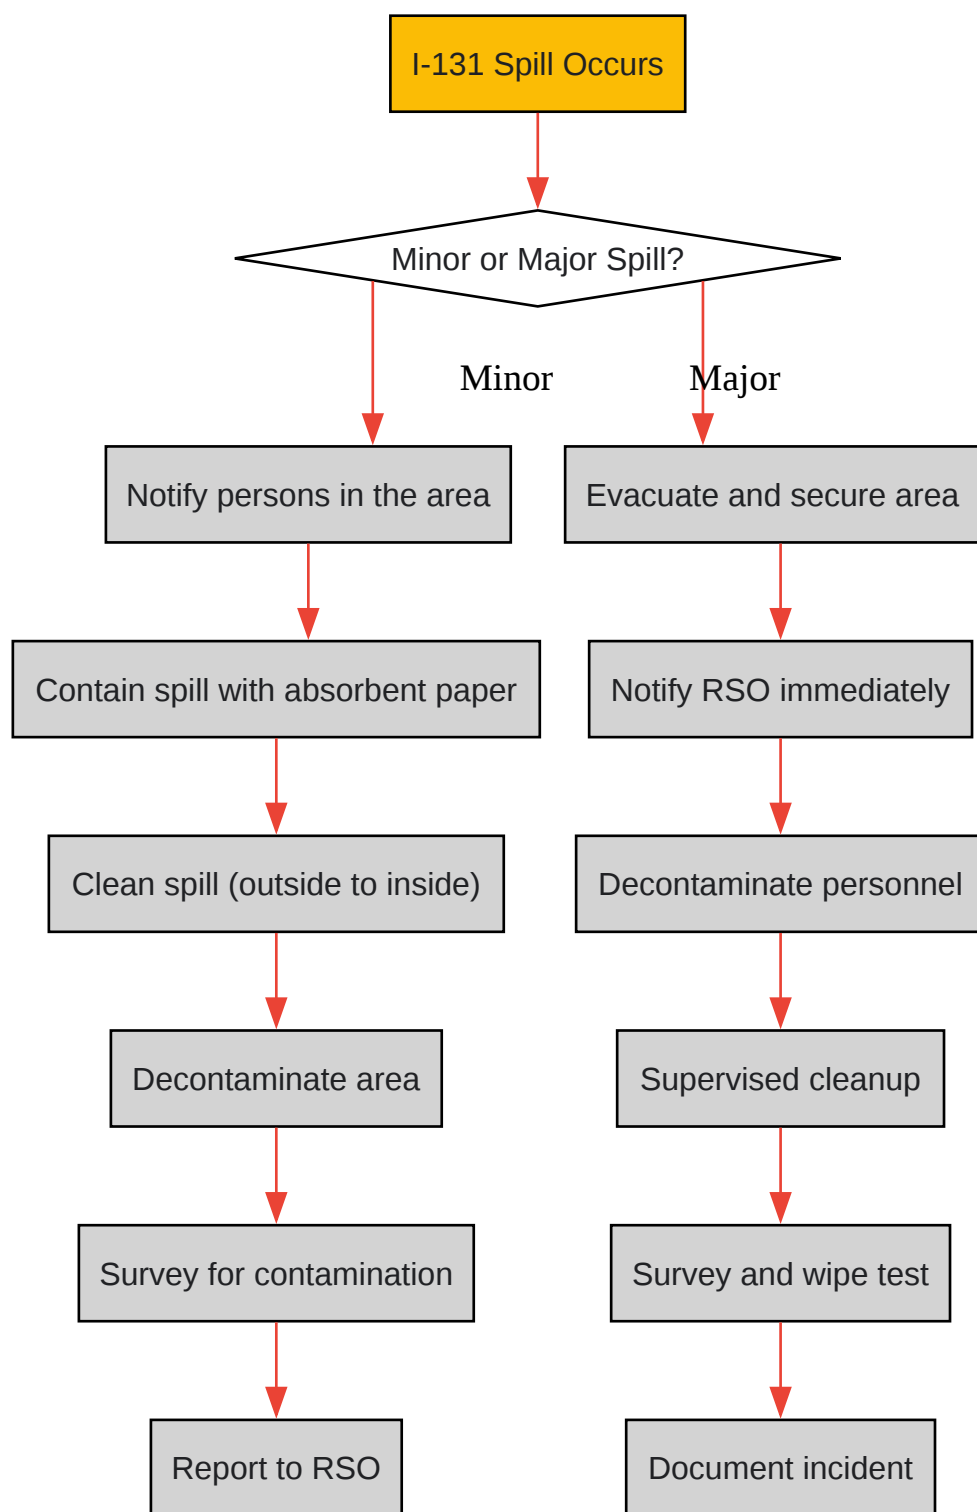 I-131 Spill Occurs
Minor or Major Spill?
Minor
Major
Notify persons in the area
Evacuate and secure area
Contain spill with absorbent paper
Notify RSO immediately
Clean spill (outside to inside)
Decontaminate personnel
Decontaminate area
Supervised cleanup
Survey for contamination
Survey and wipe test
Report to RSO
Document incident